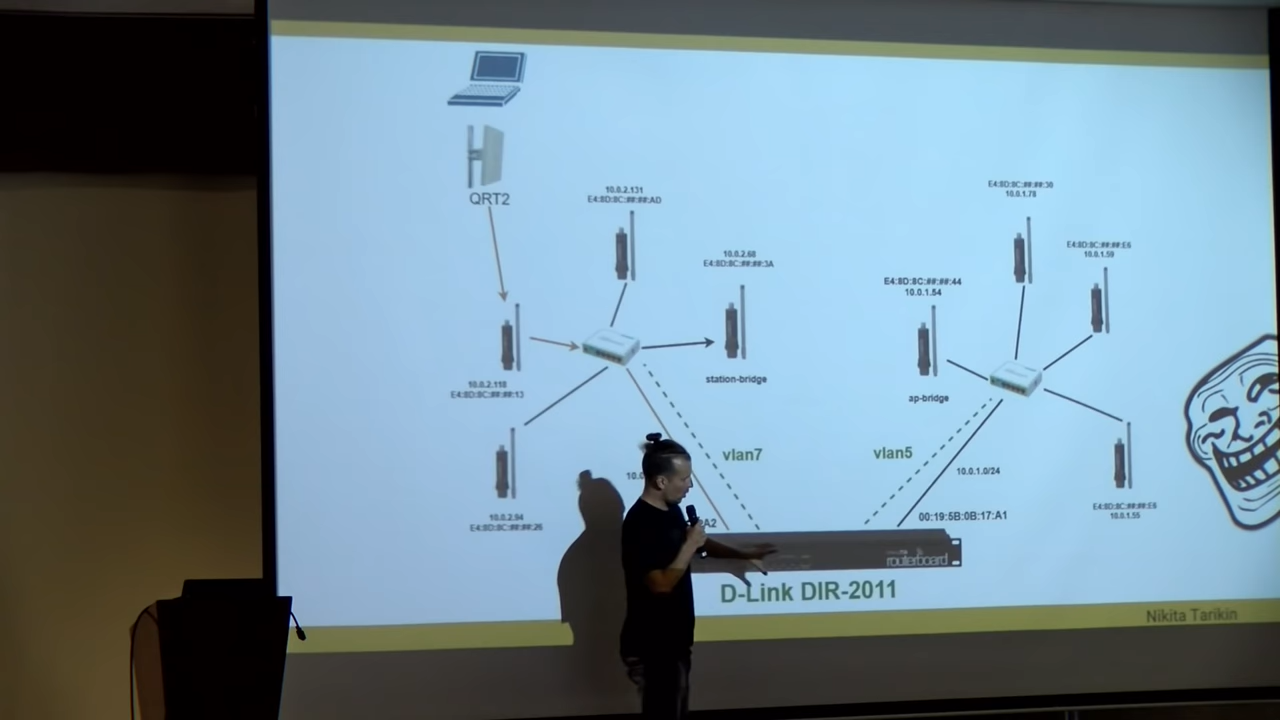 QRT2
10.0.2.131
E4:8D:8C:##:##:AD
10.0.2.68
E4:8D:8C:##:##:3A
station-bridge
10.0.2.118
E4:8D:8C:##:##:13
10.0.2.94
E4:8D:8C:##:##:26
vlan7
E4:8D:8C:##:##:30
10.0.1.78
E4:8D:8C:##:##:E6
10.0.1.59
E4:8D:8C:##:##:44
10.0.1.54
ap-bridge
vlan5
10.0.1.0/24
E4:8D:8C:##:##:E6
10.0.1.55
00:19:5B:0B:17:A1
A2
routerboard
D-Link DIR-2011
Nikita Tarikin